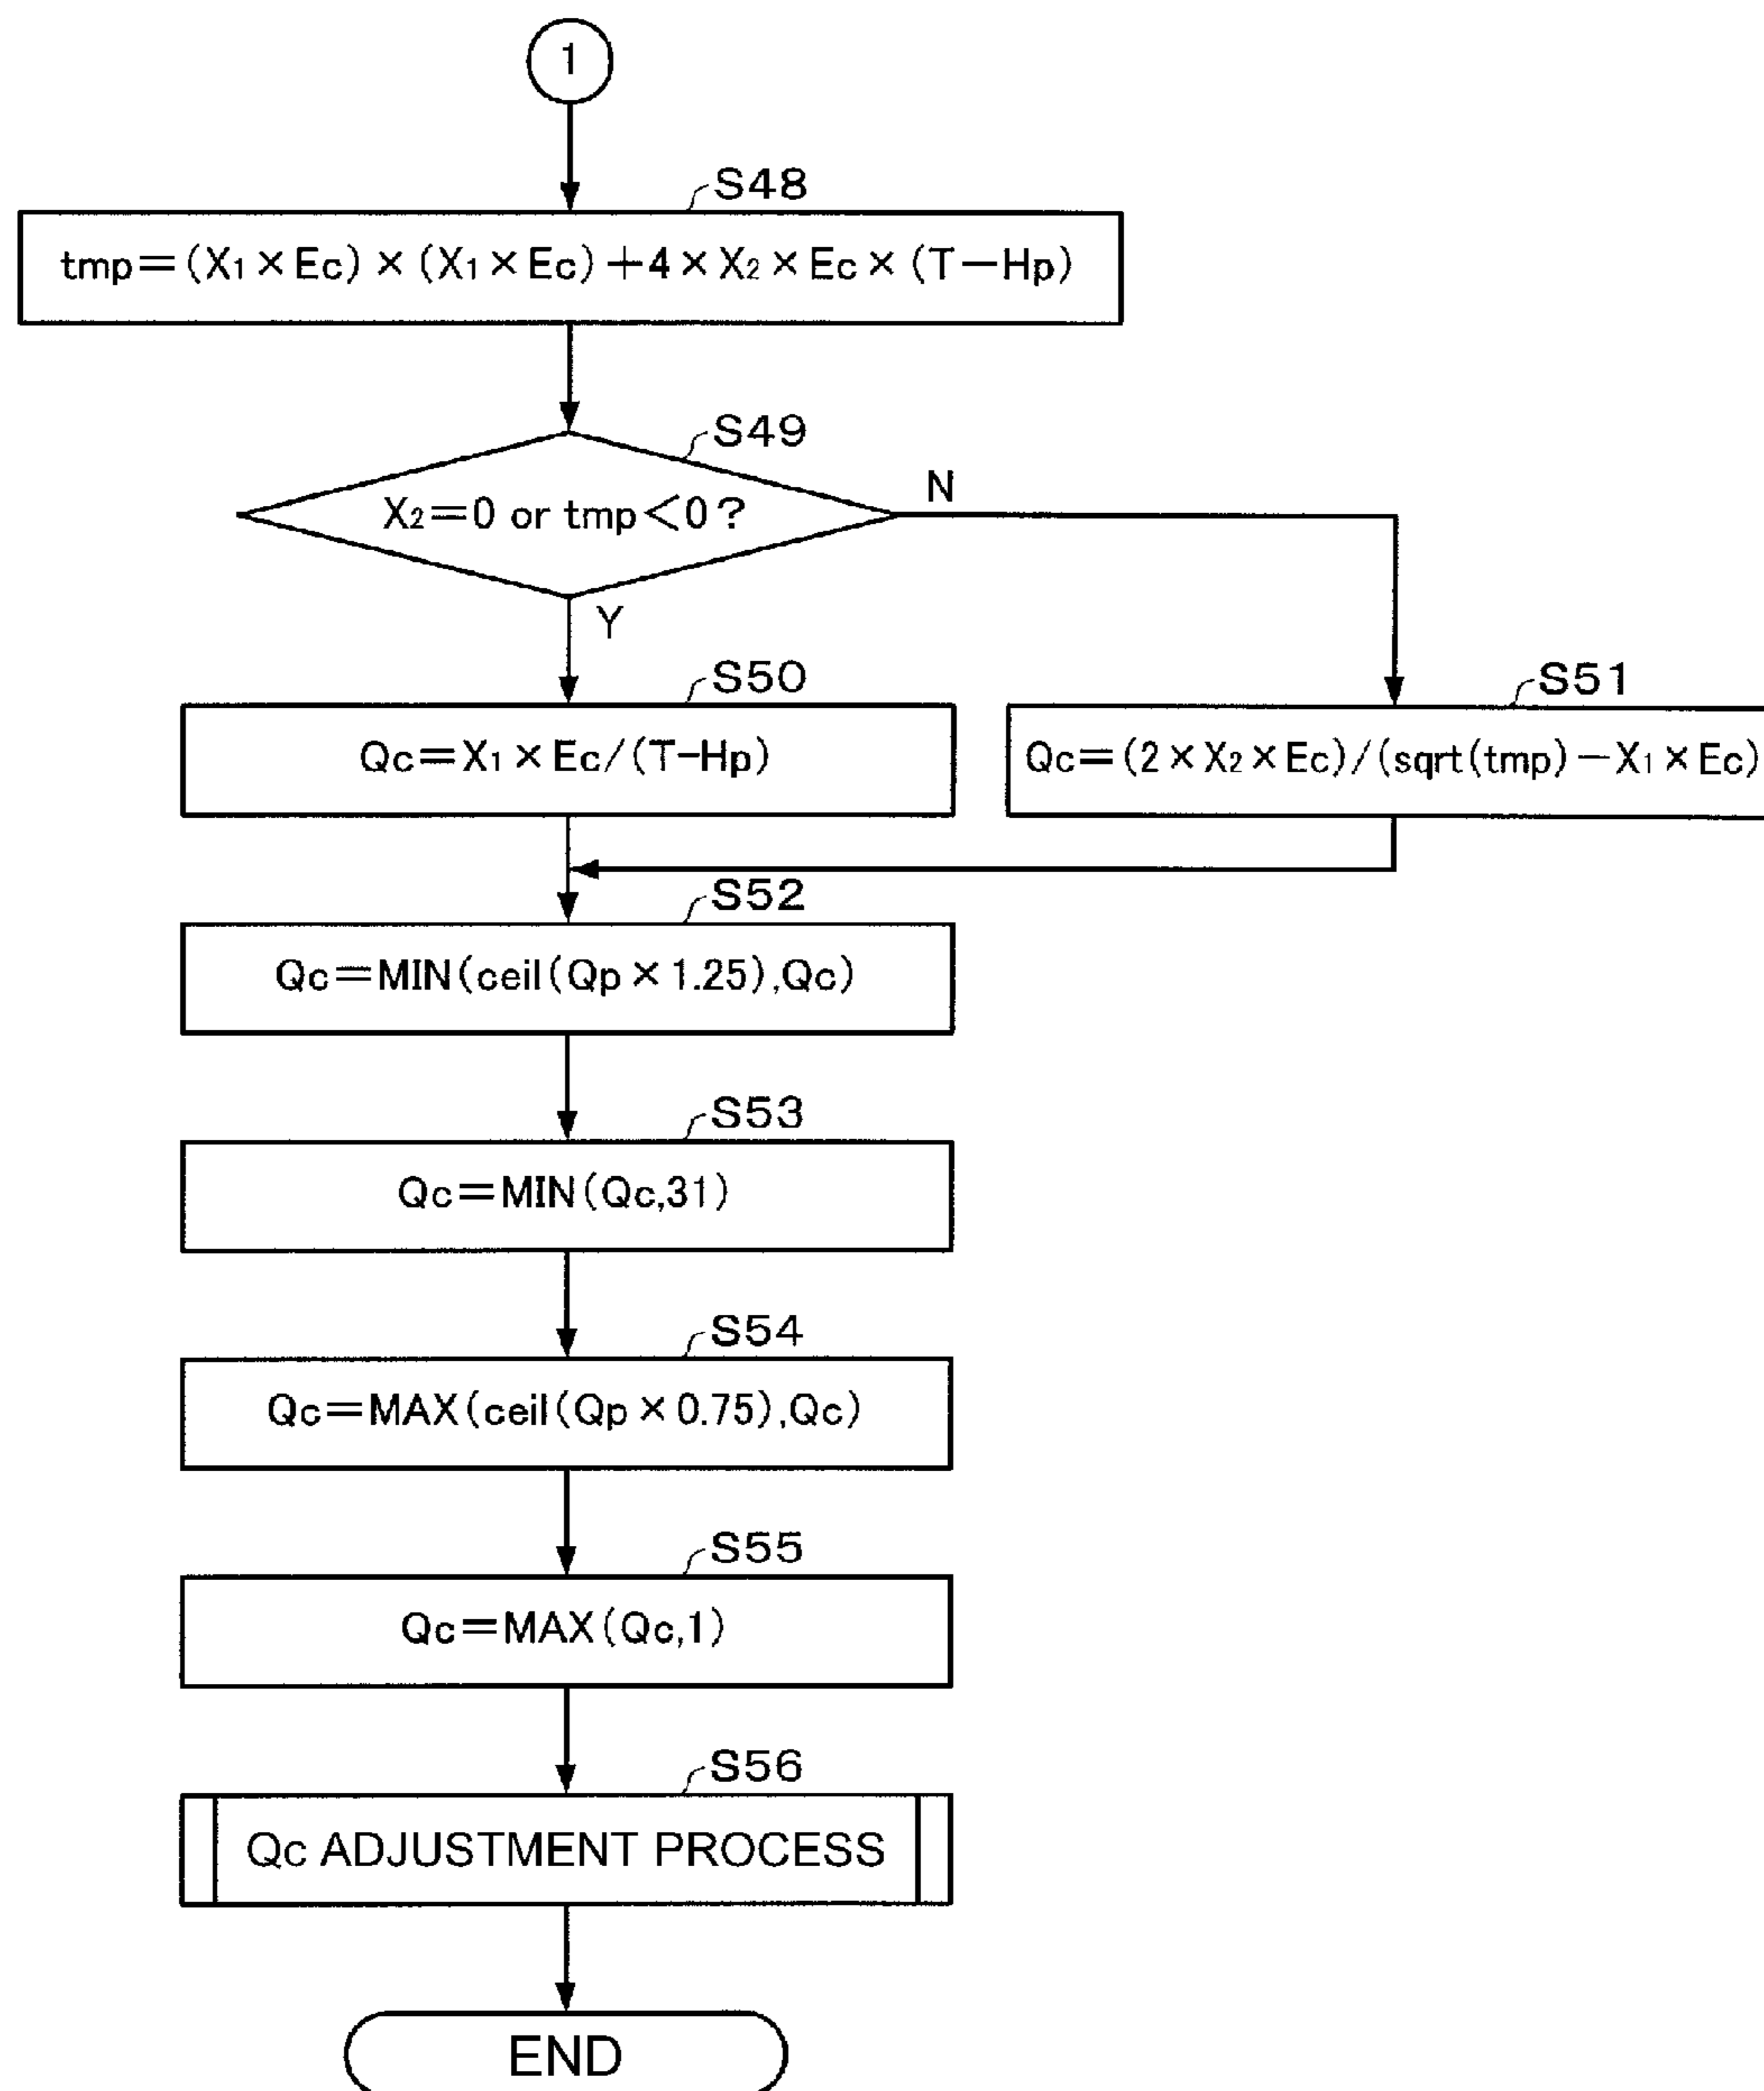 1
S48
tmp=(X₁×Ec)×(X₁×Ec)+4×X₂×Ec×(T−Hp)
S49
X₂=0 or tmp<0?
N
Y
S50
Qc=X₁×Ec/(T-Hp)
S51
Qc=(2×X₂×Ec)/(sqrt(tmp)−X₁×Ec)
S52
Qc=MIN(ceil(Qp×1.25),Qc)
S53
Qc=MIN(Qc,31)
S54
Qc=MAX(ceil(Qp×0.75),Qc)
S55
Qc=MAX(Qc,1)
S56
Qc ADJUSTMENT PROCESS
END